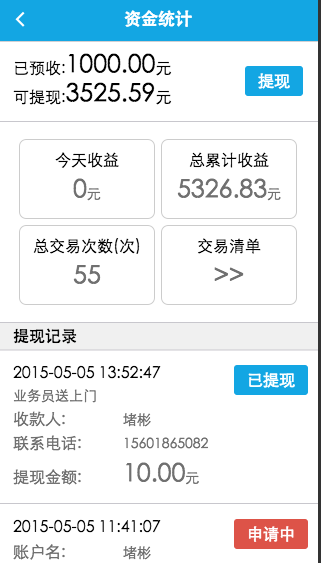 资金统计
已预收:1000.00元
可提现:3525.59元
提现
今天收益
0元
总累计收益
5326.83元
总交易次数(次)
55
交易清单
>>
提现记录
2015-05-05 13:52:47
已提现
业务员送上门
收款人: 堵彬
联系电话: 15601865082
提现金额: 10.00元
2015-05-05 11:41:07
申请中
账户名: 堵彬